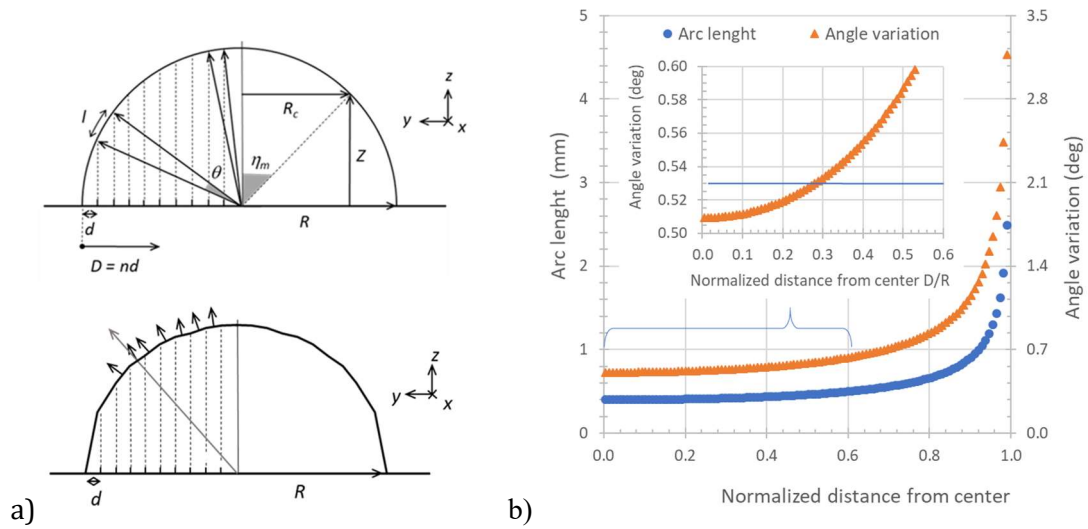 z
y
x
l
R_c
θ
η_m
Z
R
d
D = nd
z
y
x
R
d
a)
Arc lenght Angle variation
5
4
3
2
1
0
Arc lenght (mm)
3.5
2.8
2.1
1.4
0.7
0.0
Angle variation (deg)
0.60
0.58
0.56
0.54
0.52
0.50
Angle variation (deg)
0.0 0.1 0.2 0.3 0.4 0.5 0.6
Normalized distance from center D/R
0.0 0.2 0.4 0.6 0.8 1.0
Normalized distance from center
b)